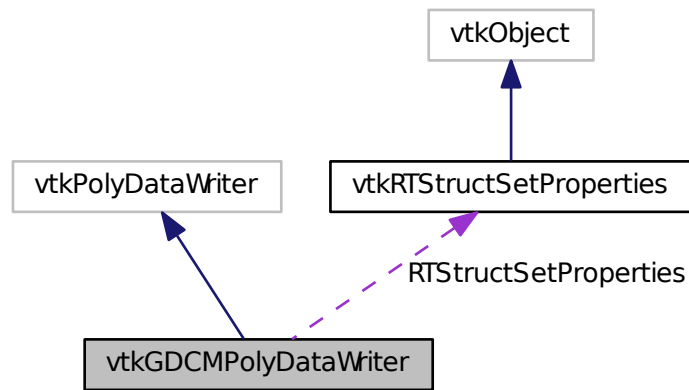 vtkObject
vtkPolyDataWriter
vtkRTStructSetProperties
RTStructSetProperties
vtkGDCMPolyDataWriter